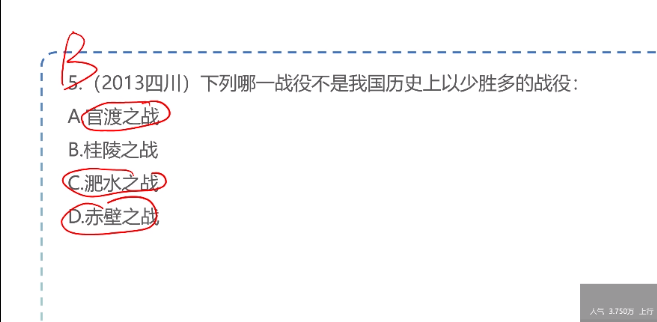 B
5.（2013四川）下列哪一战役不是我国历史上以少胜多的战役：
A.官渡之战
B.桂陵之战
C.淝水之战
D.赤壁之战
人气 3.750万 上行